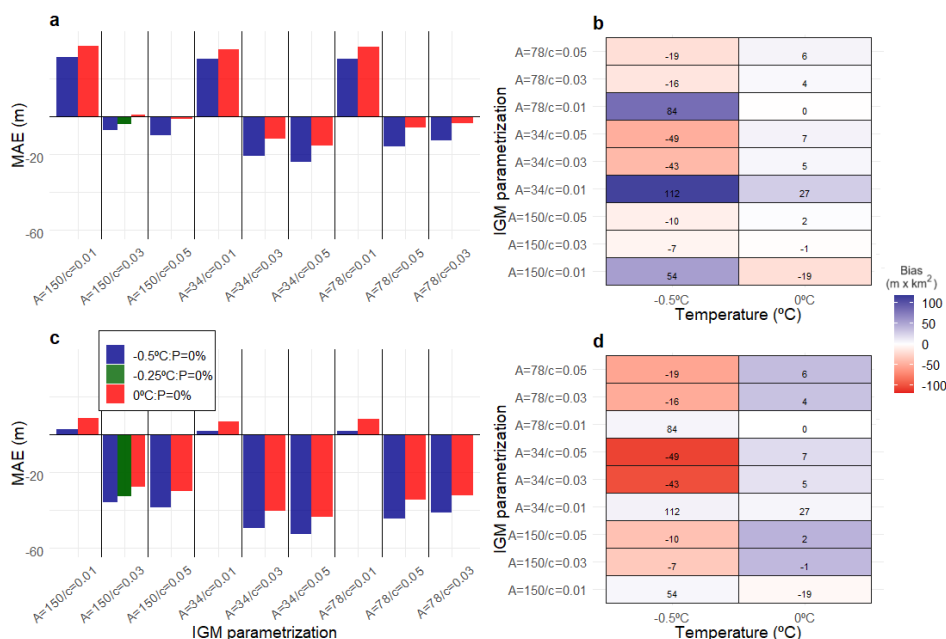 a
MAE (m)
-20
-60
A=150/c=0.01
A=150/c=0.03
A=150/c=0.05
A=34/c=0.01
A=34/c=0.03
A=34/c=0.05
A=78/c=0.01
A=78/c=0.05
A=78/c=0.03
b
IGM parametrization
A=78/c=0.05
-19
6
A=78/c=0.03
-16
4
A=78/c=0.01
84
0
A=34/c=0.05
-49
7
A=34/c=0.03
-43
5
A=34/c=0.01
112
27
A=150/c=0.05
-10
2
A=150/c=0.03
-7
-1
A=150/c=0.01
54
-19
-0.5ºC
0ºC
Temperature (ºC)
Bias
(m x km²)
100
50
0
-50
-100
c
-0.5ºC:P=0%
-0.25ºC:P=0%
0ºC:P=0%
MAE (m)
-20
-60
A=150/c=0.01
A=150/c=0.03
A=150/c=0.05
A=34/c=0.01
A=34/c=0.03
A=34/c=0.05
A=78/c=0.01
A=78/c=0.05
A=78/c=0.03
IGM parametrization
d
IGM parametrization
A=78/c=0.05
-19
6
A=78/c=0.03
-16
4
A=78/c=0.01
84
0
A=34/c=0.05
-49
7
A=34/c=0.03
-43
5
A=34/c=0.01
112
27
A=150/c=0.05
-10
2
A=150/c=0.03
-7
-1
A=150/c=0.01
54
-19
-0.5ºC
0ºC
Temperature (ºC)